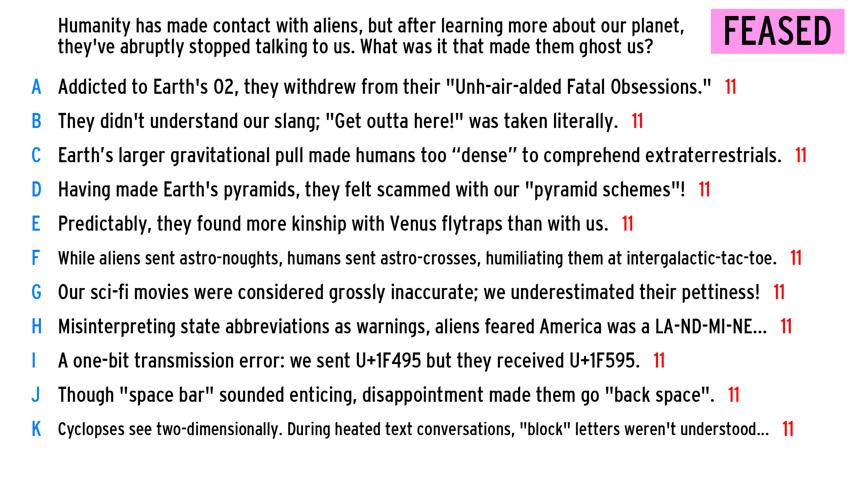 Humanity has made contact with aliens, but after learning more about our planet,
they've abruptly stopped talking to us. What was it that made them ghost us?
FEASED
A Addicted to Earth's O2, they withdrew from their "Unh-air-alded Fatal Obsessions." 11
B They didn't understand our slang; "Get outta here!" was taken literally. 11
C Earth’s larger gravitational pull made humans too “dense” to comprehend extraterrestrials. 11
D Having made Earth's pyramids, they felt scammed with our "pyramid schemes"! 11
E Predictably, they found more kinship with Venus flytraps than with us. 11
F While aliens sent astro-noughts, humans sent astro-crosses, humiliating them at intergalactic-tac-toe. 11
G Our sci-fi movies were considered grossly inaccurate; we underestimated their pettiness! 11
H Misinterpreting state abbreviations as warnings, aliens feared America was a LA-ND-MI-NE... 11
I A one-bit transmission error: we sent U+1F495 but they received U+1F595. 11
J Though "space bar" sounded enticing, disappointment made them go "back space". 11
K Cyclopses see two-dimensionally. During heated text conversations, "block" letters weren't understood... 11